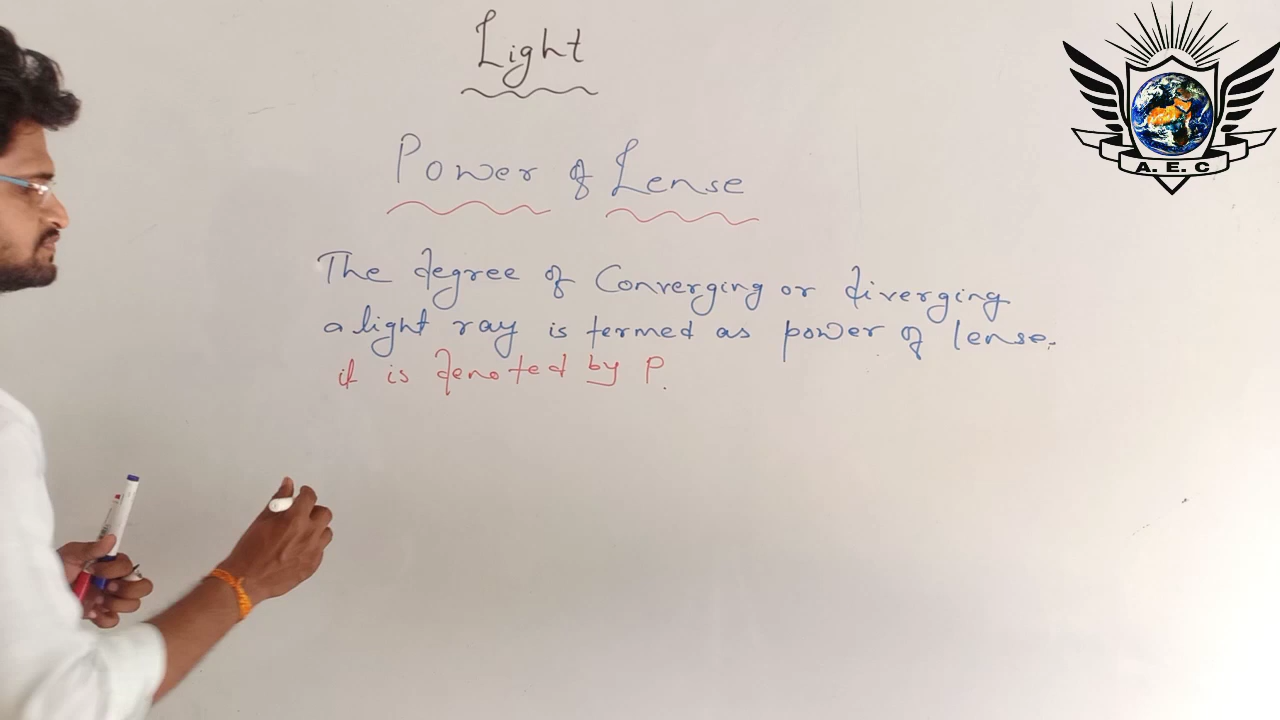 Light
Power of Lense
The degree of Converging or diverging
a light ray is termed as power of lense.
it is denoted by P.
A. E. C